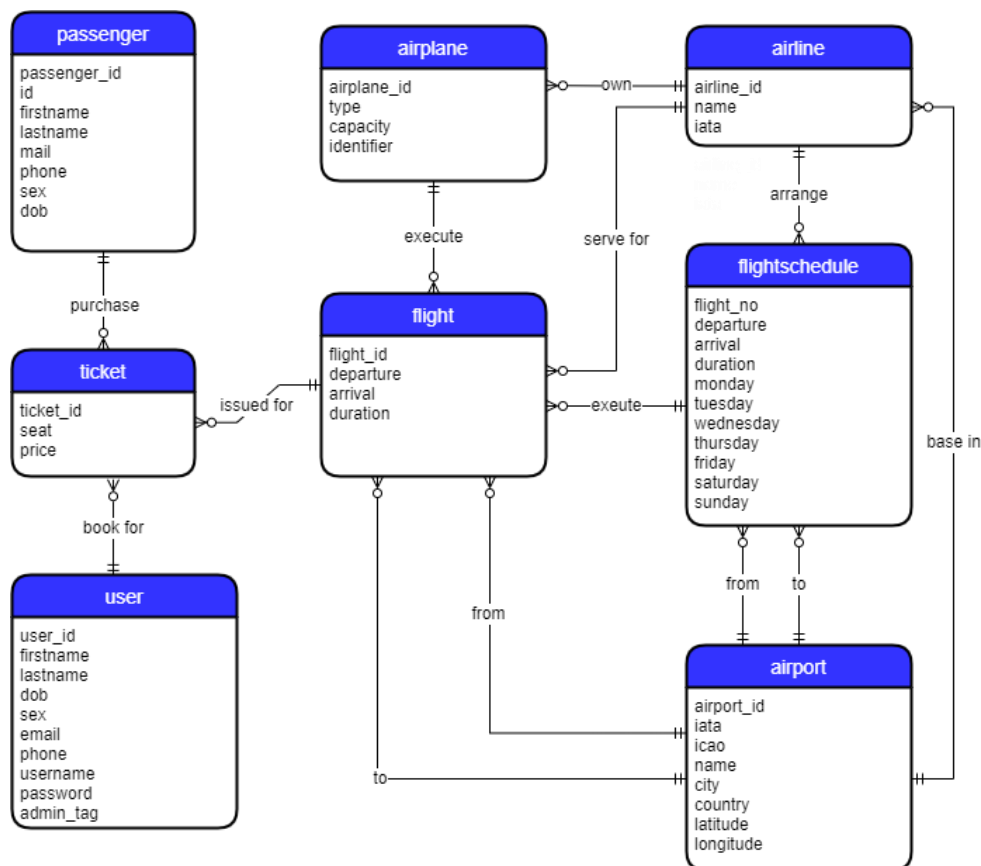 passenger
passenger_id
id
firstname
lastname
mail
phone
sex
dob
airplane
airplane_id
type
capacity
identifier
airline
airline_id
name
iata
own
arrange
execute
serve for
purchase
flightschedule
flight_no
departure
arrival
duration
monday
tuesday
wednesday
thursday
friday
saturday
sunday
flight
flight_id
departure
arrival
duration
ticket
ticket_id
seat
price
issued for
exeute
base in
book for
user
user_id
firstname
lastname
dob
sex
email
phone
username
password
admin_tag
from
to
from
to
airport
airport_id
iata
icao
name
city
country
latitude
longitude